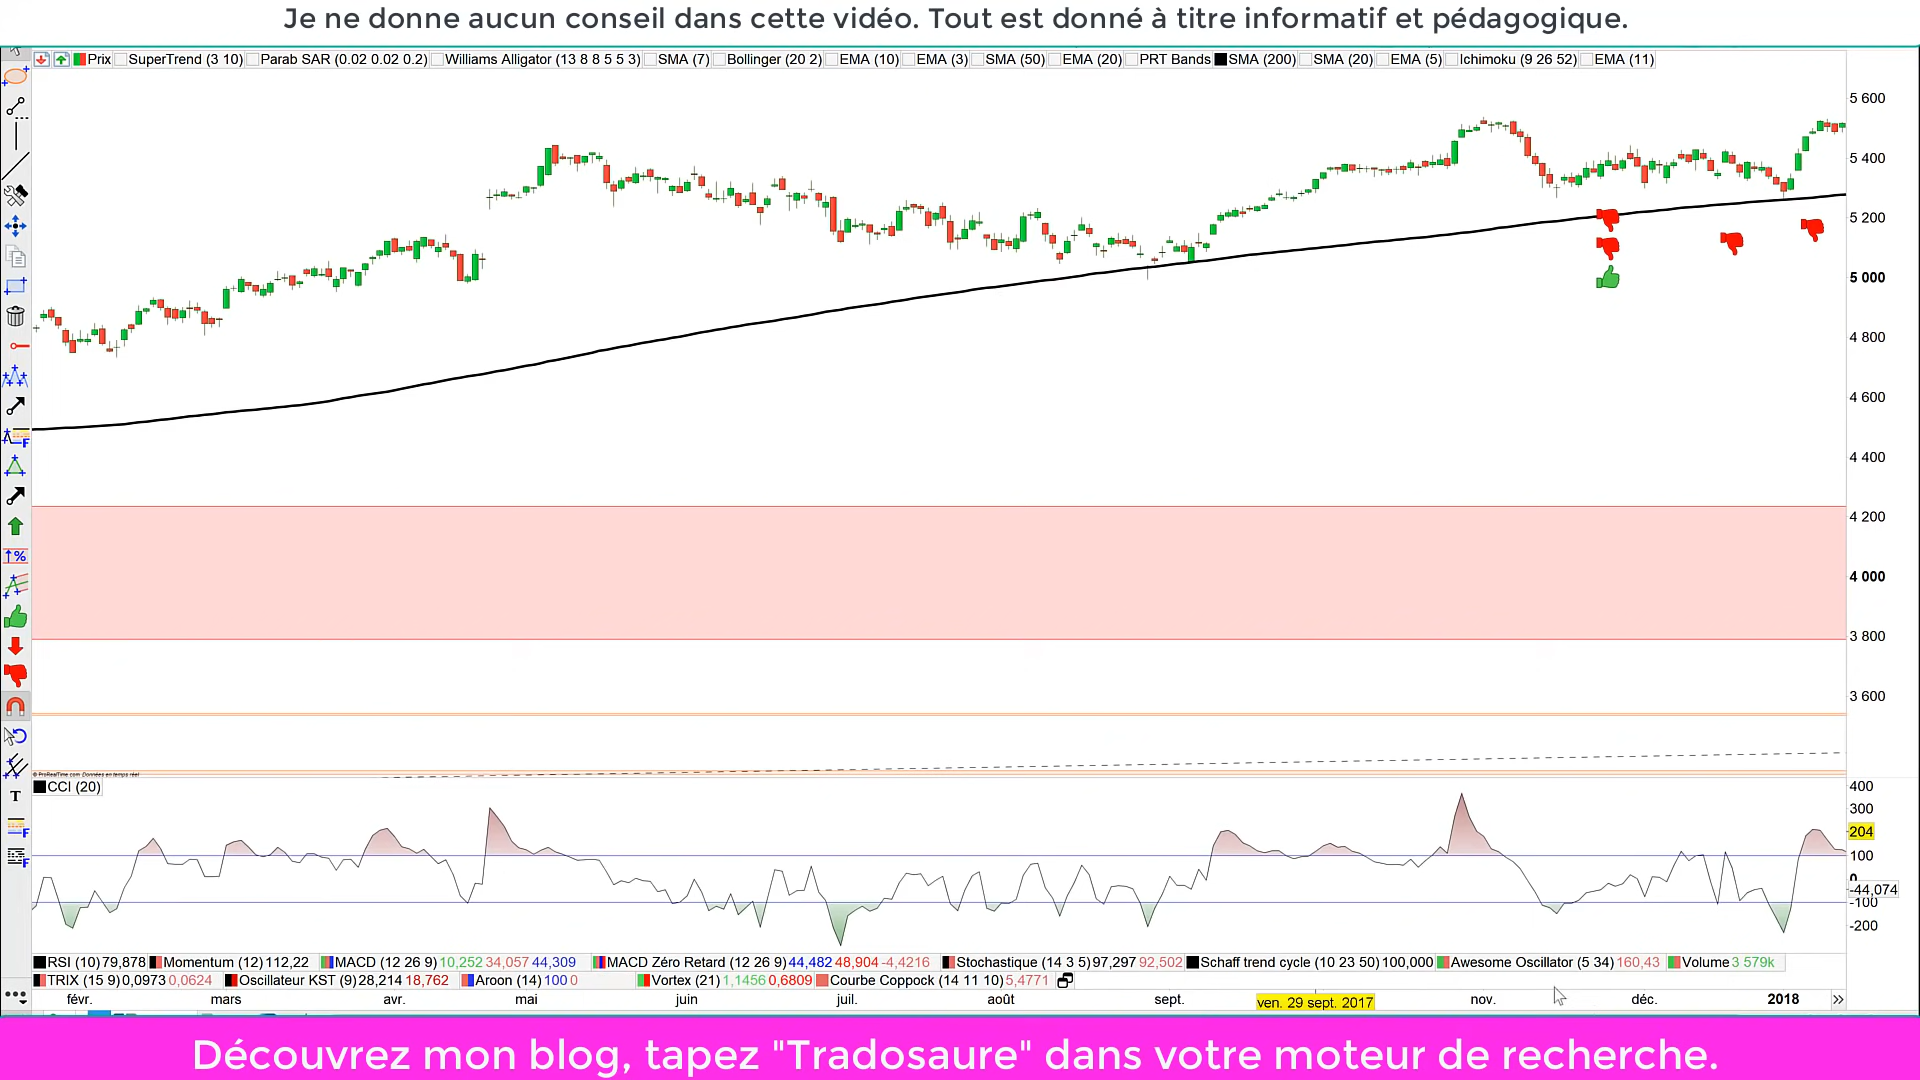 Je ne donne aucun conseil dans cette vidéo. Tout est donné à titre informatif et pédagogique.
Prix SuperTrend (3 10) Parab SAR (0.02 0.02 0.2) Williams Alligator (13 8 8 5 5 3) SMA (7) Bollinger (20 2) EMA (10) EMA (3) SMA (50) EMA (20) PRT Bands SMA (200) SMA (20) EMA (5) Ichimoku (9 26 52) EMA (11)
5 600
5 400
5 200
5 000
4 800
4 600
4 400
4 200
4 000
3 800
3 600
© ProRealTime.com Données en temps réel
CCI (20)
400
300
204
100
0
-44,074
-100
-200
RSI (10) 79,878 Momentum (12) 112,22 MACD (12 26 9) 10,252 34,057 44,309 MACD Zéro Retard (12 26 9) 44,482 48,904 -4,4216 Stochastique (14 3 5) 97,297 92,502 Schaff trend cycle (10 23 50) 100,000 Awesome Oscillator (5 34) 160,43 Volume 3 579k
TRIX (15 9) 0,0973 0,0624 Oscillateur KST (9) 28,214 18,762 Aroon (14) 100 0 Vortex (21) 1,1456 0,6809 Courbe Coppock (14 11 10) 5,4771
févr. mars avr. mai juin juil. août sept. ven. 29 sept. 2017 nov. déc. 2018
Découvrez mon blog, tapez "Tradosaure" dans votre moteur de recherche.